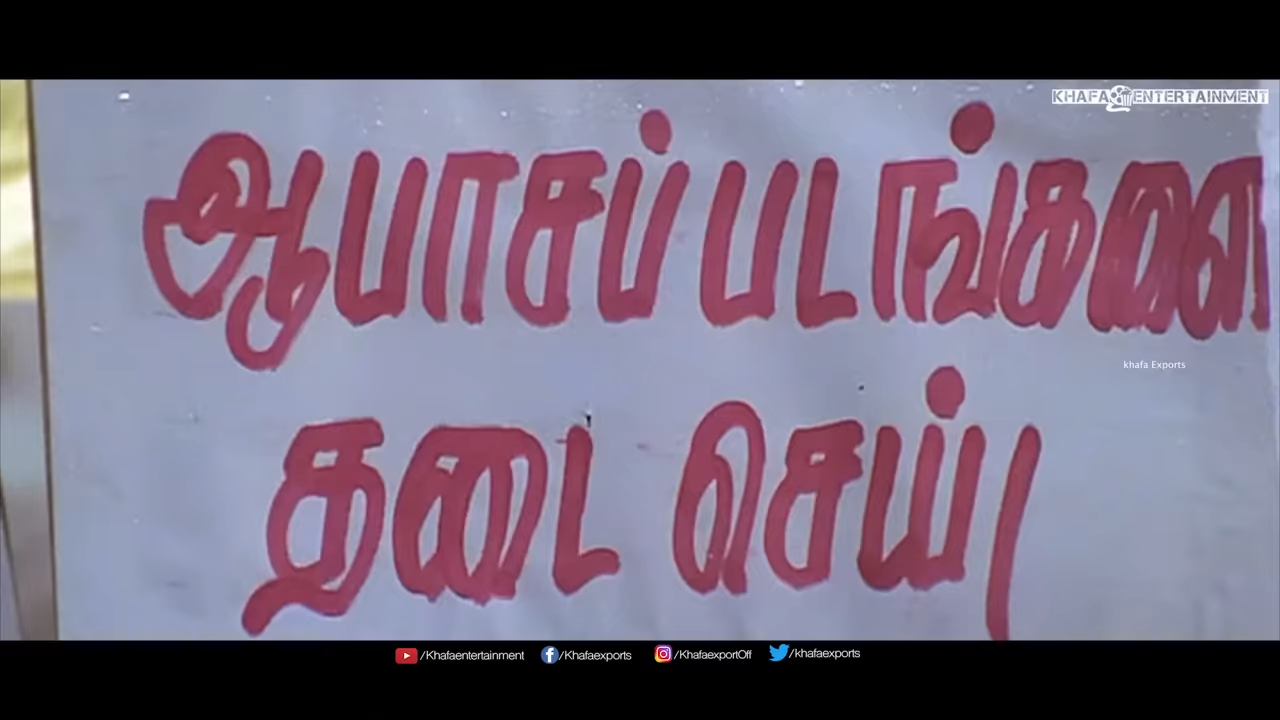 KHAFA ENTERTAINMENT
ஆபாசப் படங்களை
khafa Exports
தடை செய்!
/Khafaentertainment /Khafaexports /KhafaexportOff /khafaexports